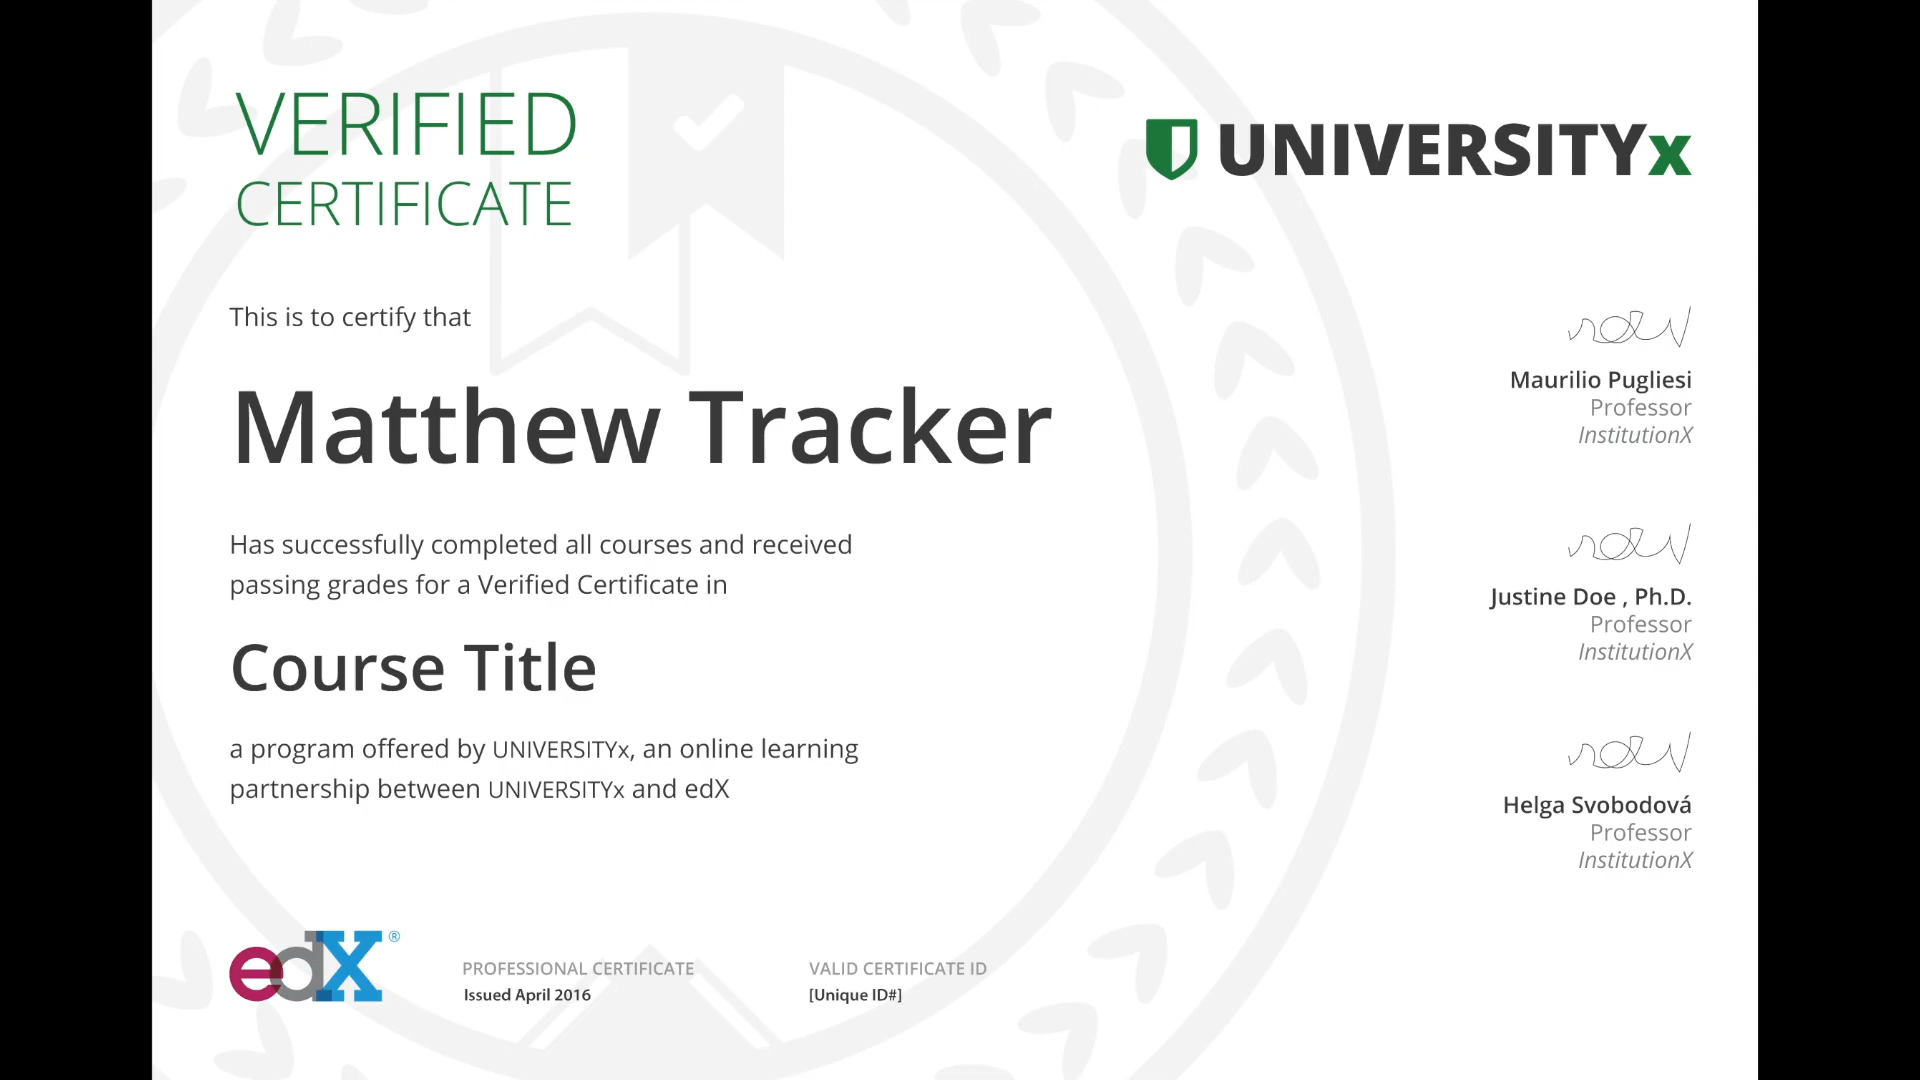 VERIFIED
CERTIFICATE
UNIVERSITYx
This is to certify that
Matthew Tracker
Has successfully completed all courses and received
passing grades for a Verified Certificate in
Course Title
a program offered by UNIVERSITYx, an online learning
partnership between UNIVERSITYx and edX
Maurilio Pugliesi
Professor
InstitutionX
Justine Doe , Ph.D.
Professor
InstitutionX
Helga Svobodová
Professor
InstitutionX
edX®
PROFESSIONAL CERTIFICATE
Issued April 2016
VALID CERTIFICATE ID
[Unique ID#]